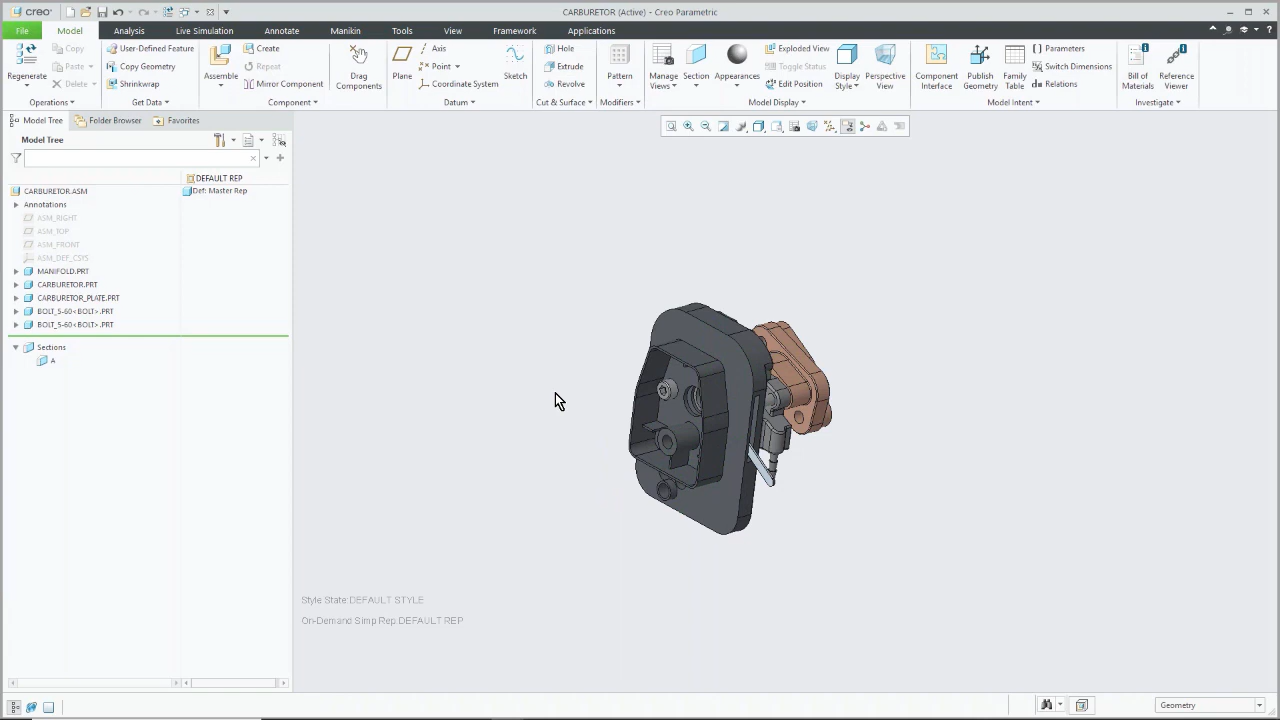 creo
CARBURETOR (Active) - Creo Parametric
File
Model
Analysis
Live Simulation
Annotate
Manikin
Tools
View
Framework
Applications
Regenerate
Copy
Paste
Delete
Operations
User-Defined Feature
Copy Geometry
Shrinkwrap
Get Data
Assemble
Create
Repeat
Mirror Component
Drag
Components
Component
Plane
Axis
Point
Coordinate System
Sketch
Datum
Hole
Extrude
Revolve
Cut & Surface
Pattern
Modifiers
Manage
Views
Section
Appearances
Exploded View
Toggle Status
Edit Position
Display
Style
Perspective
View
Model Display
Component
Interface
Publish
Geometry
Family
Table
Parameters
Switch Dimensions
Relations
Model Intent
Bill of
Materials
Reference
Viewer
Investigate
Model Tree
Folder Browser
Favorites
Model Tree
DEFAULT REP
CARBURETOR.ASM
Def: Master Rep
Annotations
ASM_RIGHT
ASM_TOP
ASM_FRONT
ASM_DEF_CSYS
MANIFOLD.PRT
CARBURETOR.PRT
CARBURETOR_PLATE.PRT
BOLT_5-60<BOLT>.PRT
BOLT_5-60<BOLT>.PRT
Sections
A
Style State:DEFAULT STYLE
On-Demand Simp Rep:DEFAULT REP
Geometry